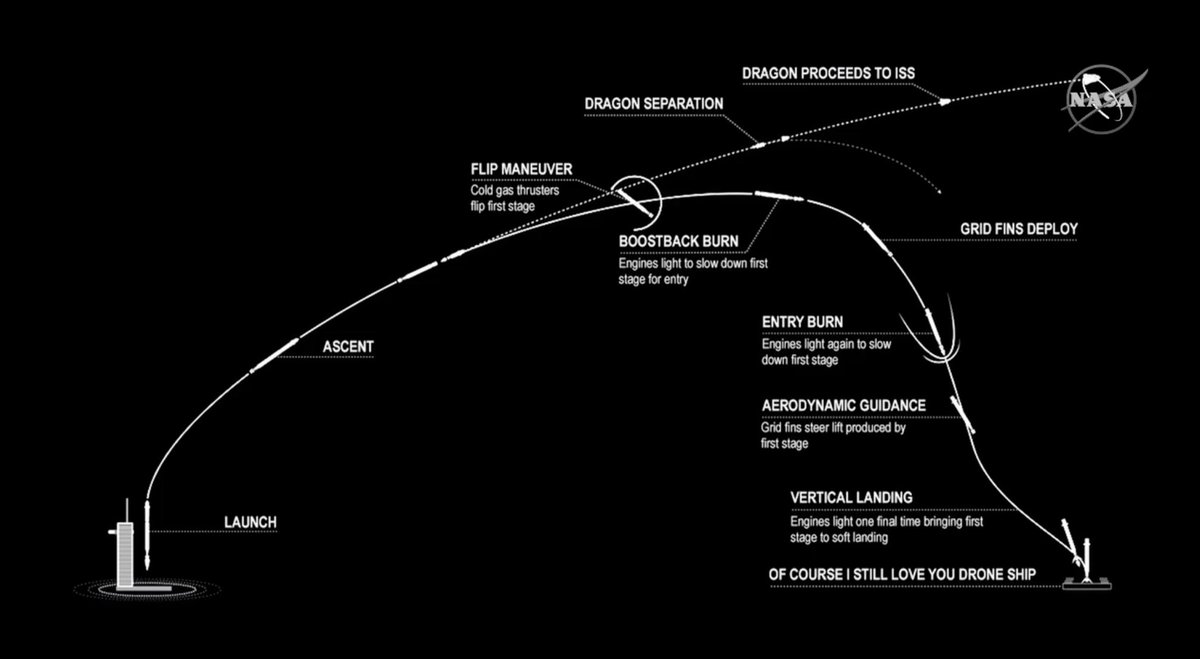 DRAGON PROCEEDS TO ISS
NASA
DRAGON SEPARATION
FLIP MANEUVER
Cold gas thrusters
flip first stage
BOOSTBACK BURN
Engines light to slow down first
stage for entry
GRID FINS DEPLOY
ENTRY BURN
Engines light again to slow
down first stage
ASCENT
AERODYNAMIC GUIDANCE
Grid fins steer lift produced by
first stage
VERTICAL LANDING
Engines light one final time bringing first
stage to soft landing
LAUNCH
OF COURSE I STILL LOVE YOU DRONE SHIP